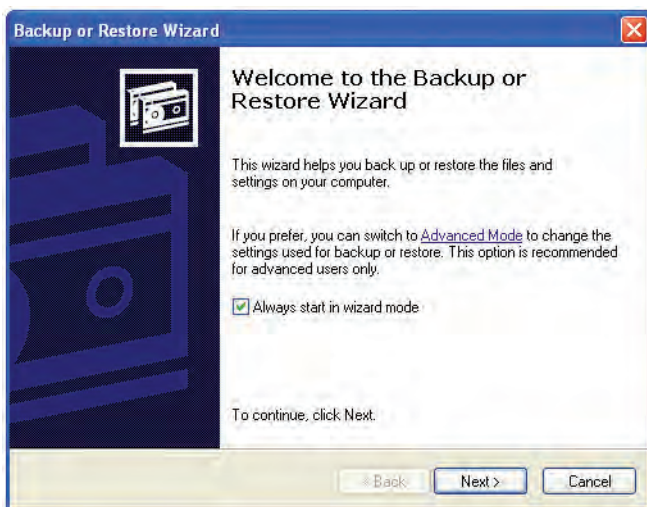 Backup or Restore Wizard
Welcome to the Backup or
Restore Wizard
This wizard helps you back up or restore the files and
settings on your computer.
If you prefer, you can switch to Advanced Mode to change the
settings used for backup or restore. This option is recommended
for advanced users only.
Always start in wizard mode
To continue, click Next.
< Back
Next >
Cancel